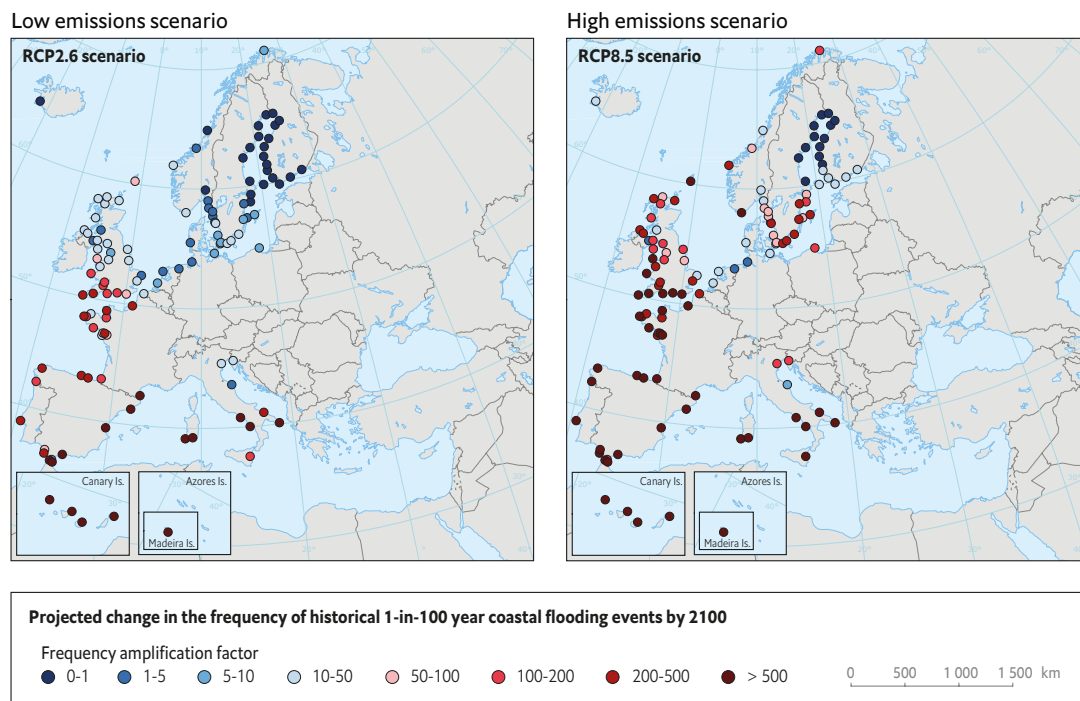 Low emissions scenario
High emissions scenario
RCP2.6 scenario
RCP8.5 scenario
Canary Is.
Azores Is.
Madeira Is.
Canary Is.
Azores Is.
Madeira Is.
Projected change in the frequency of historical 1-in-100 year coastal flooding events by 2100
Frequency amplification factor
0-1
1-5
5-10
10-50
50-100
100-200
200-500
> 500
0 500 1 000 1 500 km